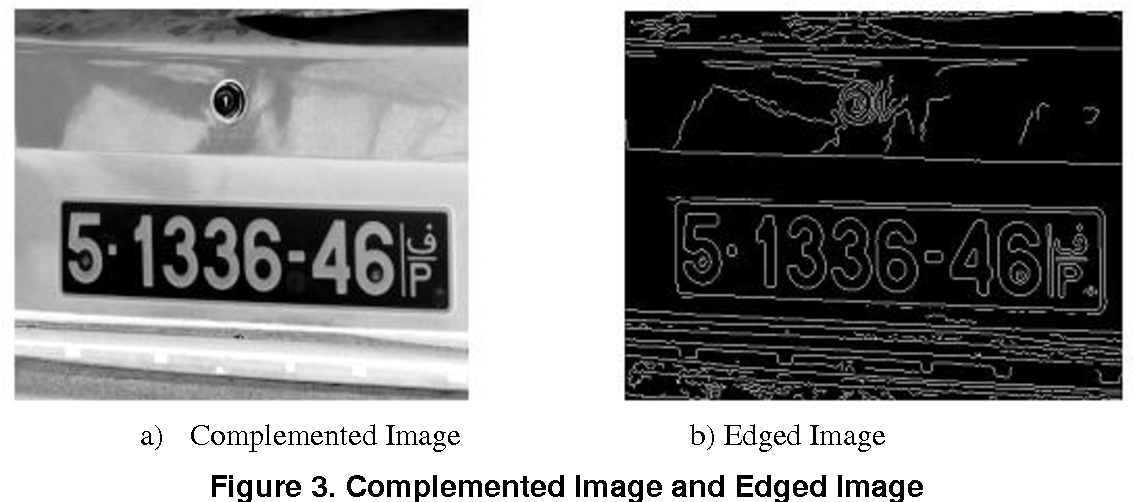 5·1336-46 ف P
5·1336-46 ف P
a) Complemented Image
b) Edged Image
Figure 3. Complemented Image and Edged Image